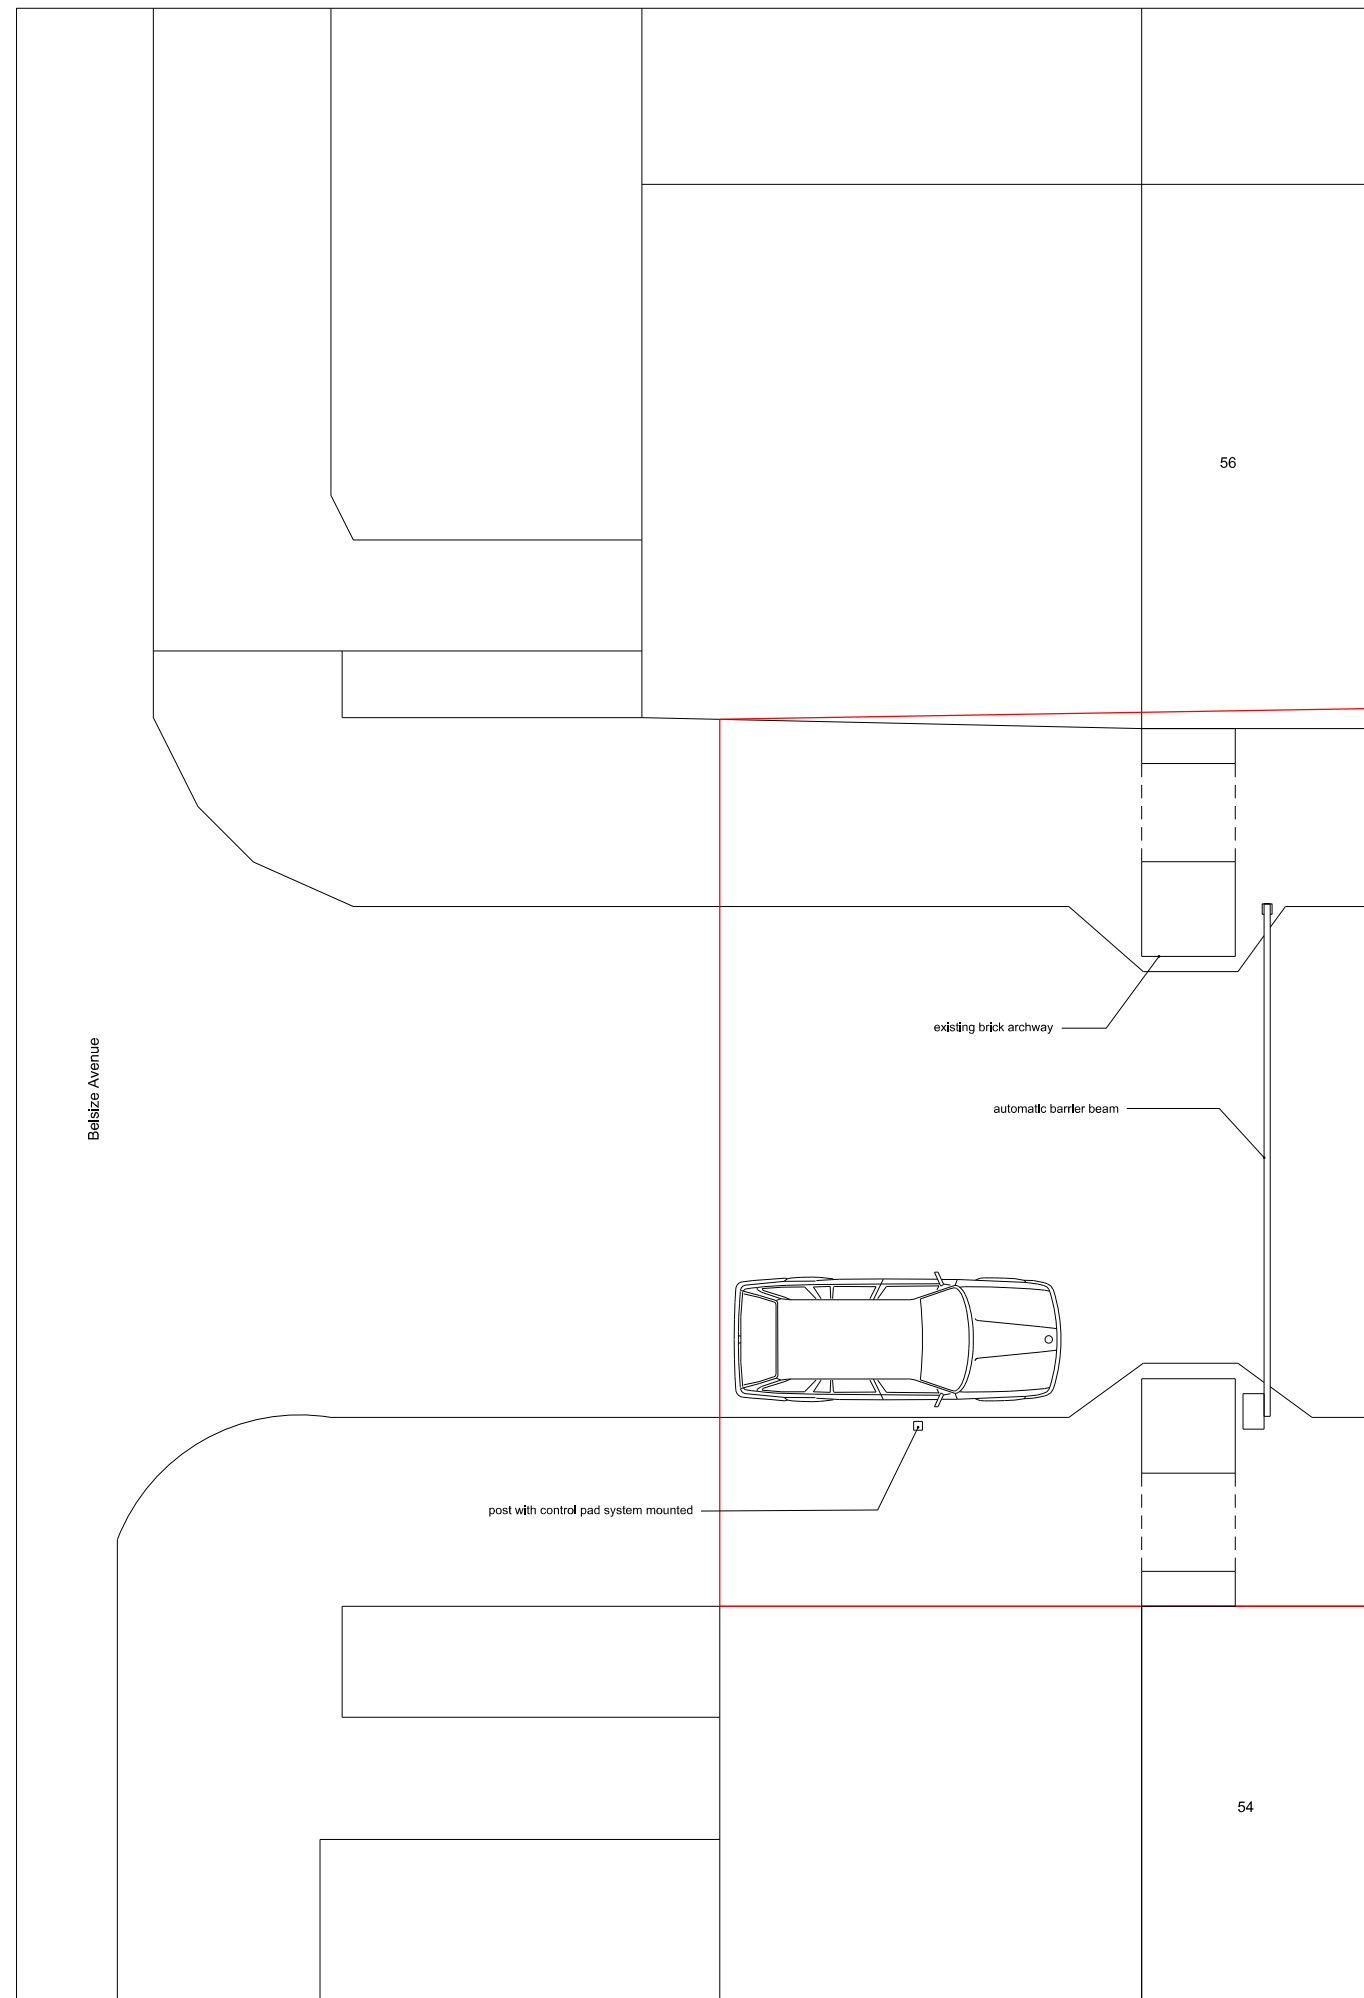 56
existing brick archway
Belsize Avenue
automatic barrier beam
post with control pad system mounted
54